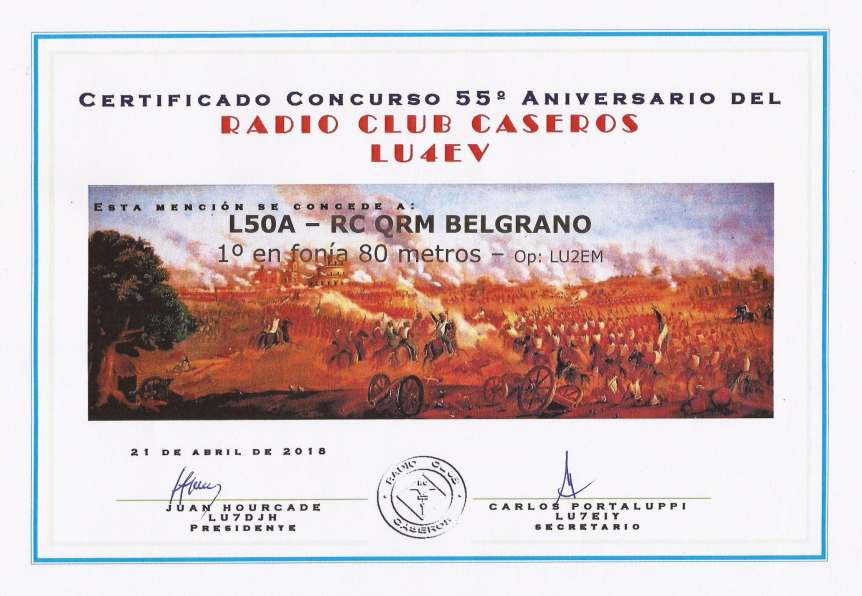 Certificado Concurso 55º Aniversario del
RADIO CLUB CASEROS
LU4EV
Esta mención se concede a:
L50A – RC QRM BELGRANO
1º en fonía 80 metros – Op: LU2EM
21 de abril de 2018
Juan Hourcade
LU7DJH
Presidente
Carlos Portaluppi
LU7EIY
Secretario
RADIO CLUB
CASEROS